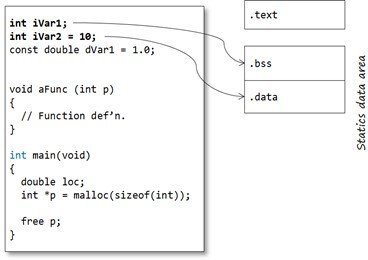 int iVar1;
int iVar2 = 10;
const double dVar1 = 1.0;
void aFunc (int p)
{
// Function def’n.
}
int main(void)
{
double loc;
int *p = malloc(sizeof(int));
free p;
}
.text
.bss
.data
Statics data area